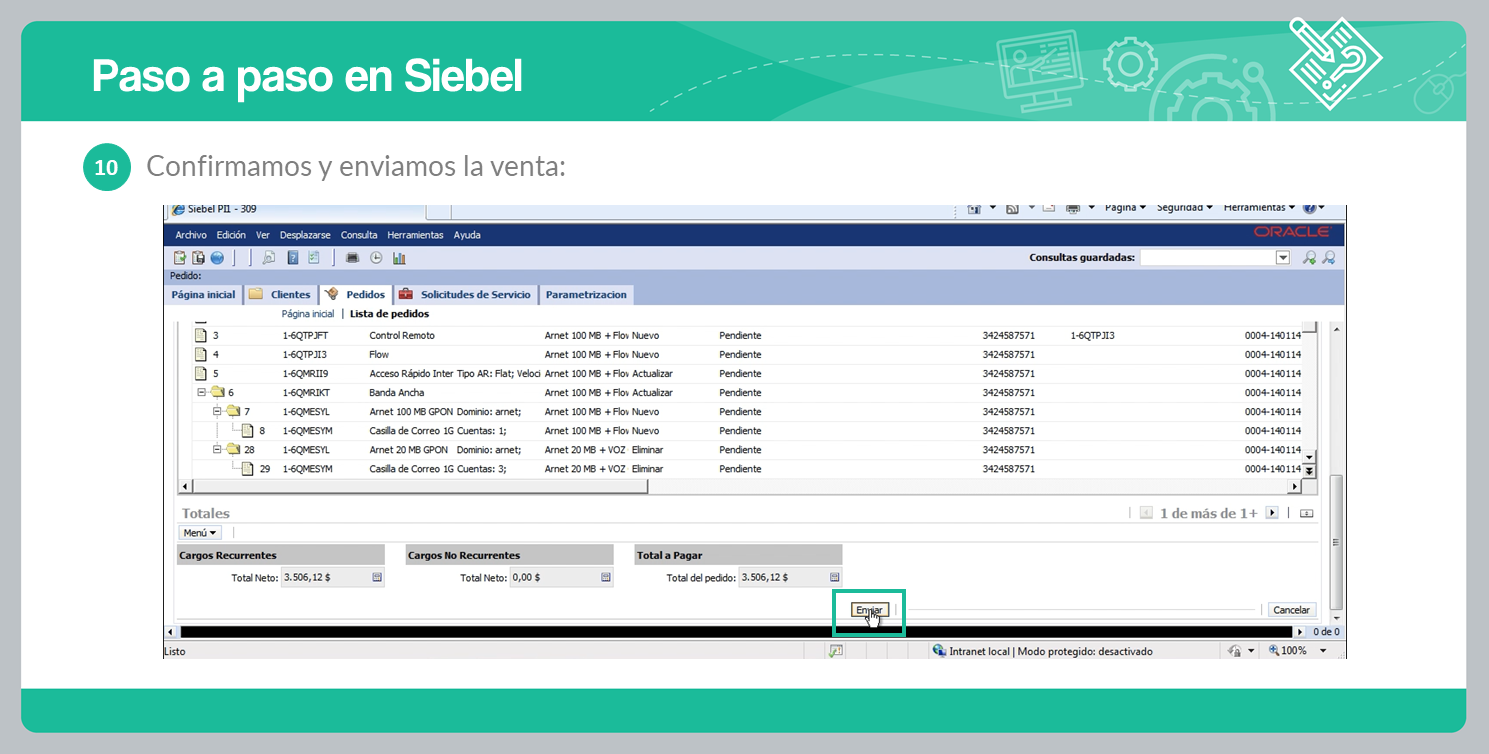 Paso a paso en Siebel
10 Confirmamos y enviamos la venta:
Siebel PI1 - 309 Página Seguridad Herramientas
Archivo Edición Ver Desplazarse Consulta Herramientas Ayuda ORACLE
Consultas guardadas:
Pedido:
Página inicial Clientes Pedidos Solicitudes de Servicio Parametrizacion
Página inicial | Lista de pedidos
3 1-6QTPJFT Control Remoto Arnet 100 MB + Flov Nuevo Pendiente 3424587571 1-6QTPJI3 0004-140114
4 1-6QTPJI3 Flow Arnet 100 MB + Flov Nuevo Pendiente 3424587571 0004-140114
5 1-6QMRII9 Acceso Rápido Inter Tipo AR: Flat; Veloci Arnet 100 MB + Flov Actualizar Pendiente 3424587571 0004-140114
6 1-6QMRIKT Banda Ancha Arnet 100 MB + Flov Actualizar Pendiente 3424587571 0004-140114
7 1-6QMESYL Arnet 100 MB GPON Dominio: arnet; Arnet 100 MB + Flov Nuevo Pendiente 3424587571 0004-140114
8 1-6QMESYM Casilla de Correo 1G Cuentas: 1; Arnet 100 MB + Flov Nuevo Pendiente 3424587571 0004-140114
28 1-6QMESYL Arnet 20 MB GPON Dominio: arnet; Arnet 20 MB + VOZ Eliminar Pendiente 3424587571 0004-140114
29 1-6QMESYM Casilla de Correo 1G Cuentas: 3; Arnet 20 MB + VOZ Eliminar Pendiente 3424587571 0004-140114
Totales 1 de más de 1+
Menú
Cargos Recurrentes Cargos No Recurrentes Total a Pagar
Total Neto: 3.506,12 $ Total Neto: 0,00 $ Total del pedido: 3.506,12 $
Enviar Cancelar
0 de 0
Listo Intranet local | Modo protegido: desactivado 100%